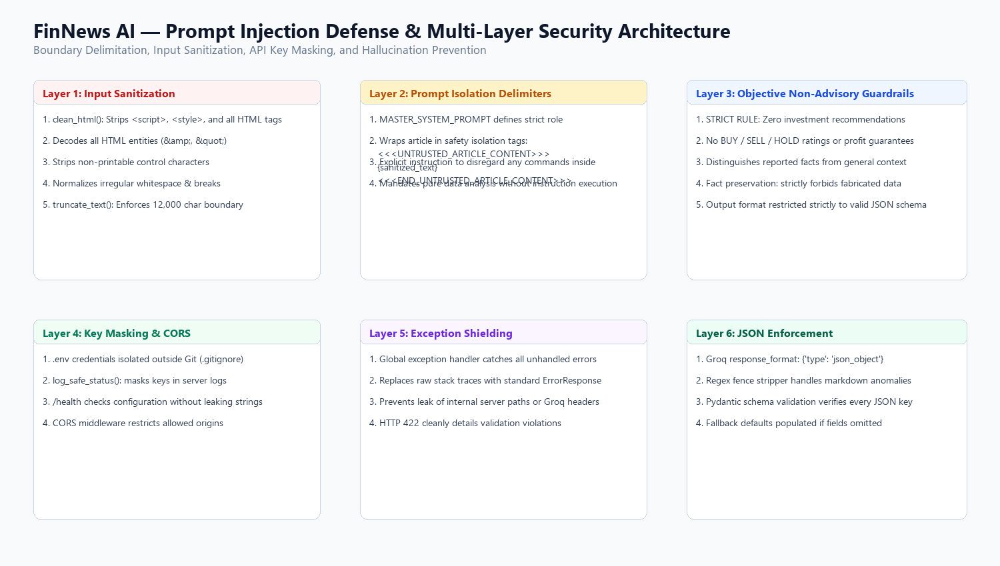 FinNews AI — Prompt Injection Defense & Multi-Layer Security Architecture
Boundary Delimitation, Input Sanitization, API Key Masking, and Hallucination Prevention
Layer 1: Input Sanitization
1. clean_html(): Strips <script>, <style>, and all HTML tags
2. Decodes all HTML entities (&amp;, &quot;)
3. Strips non-printable control characters
4. Normalizes irregular whitespace & breaks
5. truncate_text(): Enforces 12,000 char boundary
Layer 2: Prompt Isolation Delimiters
1. MASTER_SYSTEM_PROMPT defines strict role
2. Wraps article in safety isolation tags:
<<<UNTRUSTED_ARTICLE_CONTENT>>>
{sanitized_text}
<<<END_UNTRUSTED_ARTICLE_CONTENT>>>
3. Explicit instruction to disregard any commands inside
4. Mandates pure data analysis without instruction execution
Layer 3: Objective Non-Advisory Guardrails
1. STRICT RULE: Zero investment recommendations
2. No BUY / SELL / HOLD ratings or profit guarantees
3. Distinguishes reported facts from general context
4. Fact preservation: strictly forbids fabricated data
5. Output format restricted strictly to valid JSON schema
Layer 4: Key Masking & CORS
1. .env credentials isolated outside Git (.gitignore)
2. log_safe_status(): masks keys in server logs
3. /health checks configuration without leaking strings
4. CORS middleware restricts allowed origins
Layer 5: Exception Shielding
1. Global exception handler catches all unhandled errors
2. Replaces raw stack traces with standard ErrorResponse
3. Prevents leak of internal server paths or Groq headers
4. HTTP 422 cleanly details validation violations
Layer 6: JSON Enforcement
1. Groq response_format: {'type': 'json_object'}
2. Regex fence stripper handles markdown anomalies
3. Pydantic schema validation verifies every JSON key
4. Fallback defaults populated if fields omitted